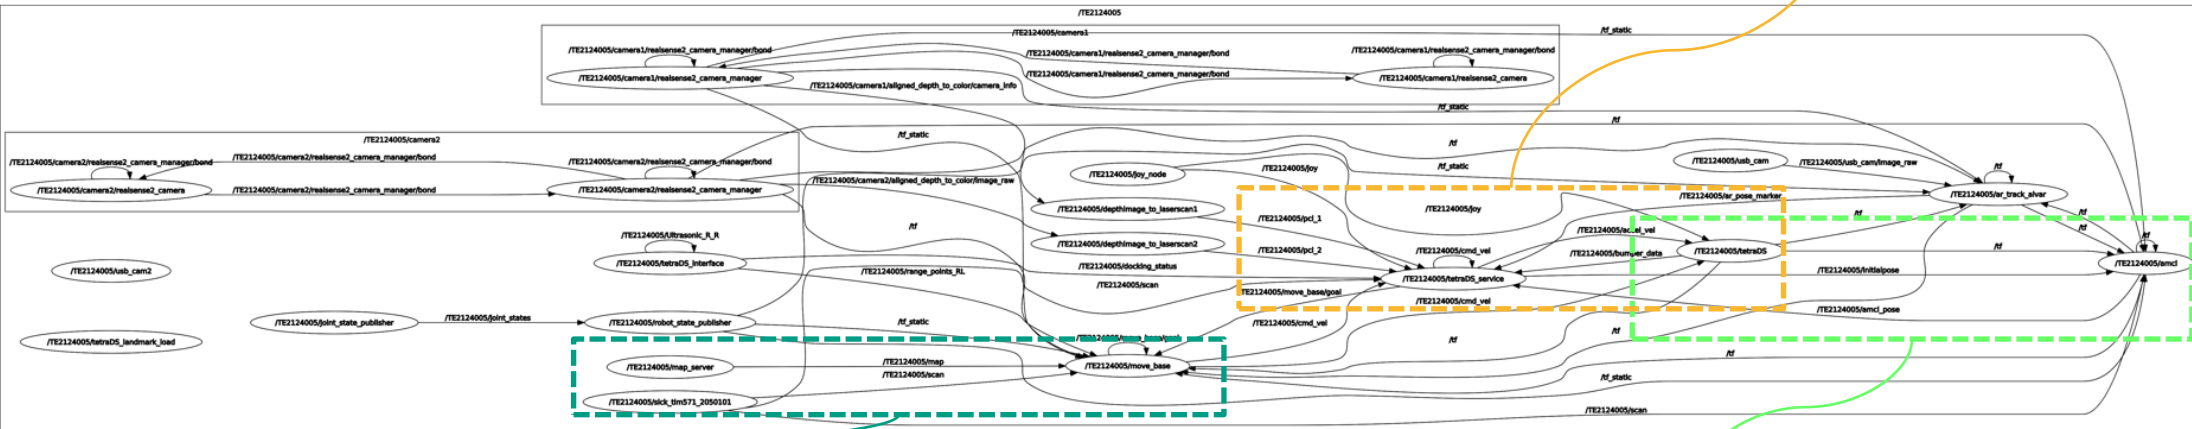 /TE2124005
/TE2124005/camera1
/tf_static
/TE2124005/camera1/realsense2_camera_manager/bond
/TE2124005/camera1/realsense2_camera_manager/bond
/TE2124005/camera1/realsense2_camera_manager/bond
/TE2124005/camera1/realsense2_camera_manager
/TE2124005/camera1/realsense2_camera_manager/bond
/TE2124005/camera1/realsense2_camera
/TE2124005/camera1/aligned_depth_to_color/camera_info
/tf_static
/tf
/TE2124005/camera2
/tf_static
/tf
/TE2124005/camera2/realsense2_camera_manager/bond
/TE2124005/camera2/realsense2_camera_manager/bond
/TE2124005/camera2/realsense2_camera_manager/bond
/TE2124005/usb_cam
/TE2124005/usb_cam/image_raw
/tf
/TE2124005/joy_node
/TE2124005/joy
/tf_static
/TE2124005/camera2/realsense2_camera
/TE2124005/camera2/realsense2_camera_manager/bond
/TE2124005/camera2/realsense2_camera_manager
/TE2124005/camera2/aligned_depth_to_color/image_raw
/TE2124005/ar_pose_marker
/TE2124005/ar_track_alvar
/TE2124005/depthimage_to_laserscan1
/TE2124005/pcl_1
/TE2124005/joy
/tf
/tf
/tf
/tf
/TE2124005/Ultrasonic_R_R
/TE2124005/accel_vel
/tf
/TE2124005/depthimage_to_laserscan2
/TE2124005/pcl_2
/TE2124005/cmd_vel
/TE2124005/bumper_data
/TE2124005/tetraDS
/tf
/tf
/TE2124005/usb_cam2
/TE2124005/tetraDS_interface
/TE2124005/range_points_RL
/TE2124005/docking_status
/TE2124005/tetraDS_service
/TE2124005/initialpose
/TE2124005/amcl
/TE2124005/scan
/TE2124005/move_base/goal
/TE2124005/cmd_vel
/TE2124005/amcl_pose
/TE2124005/joint_state_publisher
/TE2124005/joint_states
/TE2124005/robot_state_publisher
/tf_static
/TE2124005/cmd_vel
/tf
/TE2124005/tetraDS_landmark_load
/TE2124005/move_base/goal
/tf
/tf
/TE2124005/map_server
/TE2124005/map
/TE2124005/move_base
/TE2124005/scan
/tf_static
/TE2124005/sick_tim571_2050101
/TE2124005/scan